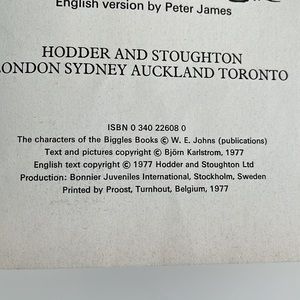 English version by Peter James
HODDER AND STOUGHTON
LONDON SYDNEY AUCKLAND TORONTO
ISBN 0 340 22608 0
The characters of the Biggles Books © W. E. Johns (publications)
Text and pictures copyright © Björn Karlstrom, 1977
English text copyright © 1977 Hodder and Stoughton Ltd
Production: Bonnier Juveniles International, Stockholm, Sweden
Printed by Proost, Turnhout, Belgium, 1977